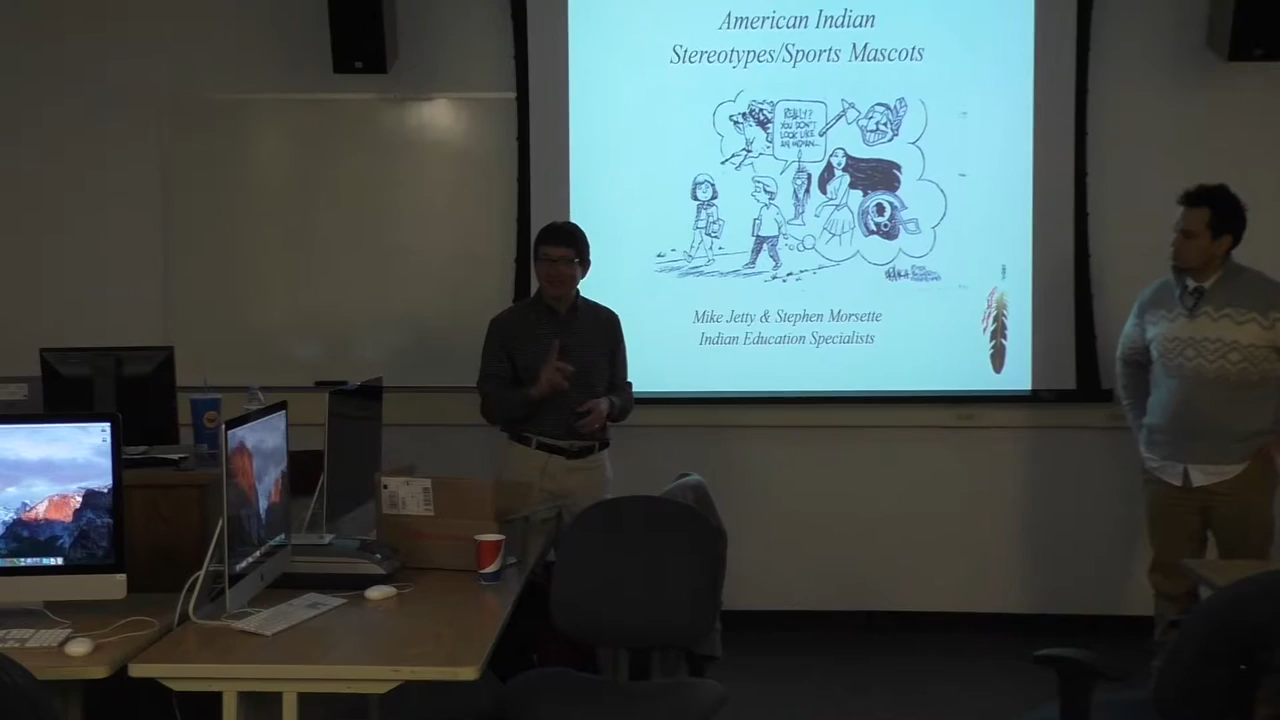 American Indian
Stereotypes/Sports Mascots
REALLY?
YOU DON'T
LOOK LIKE
AN INDIAN...
Mike Jetty & Stephen Morsette
Indian Education Specialists